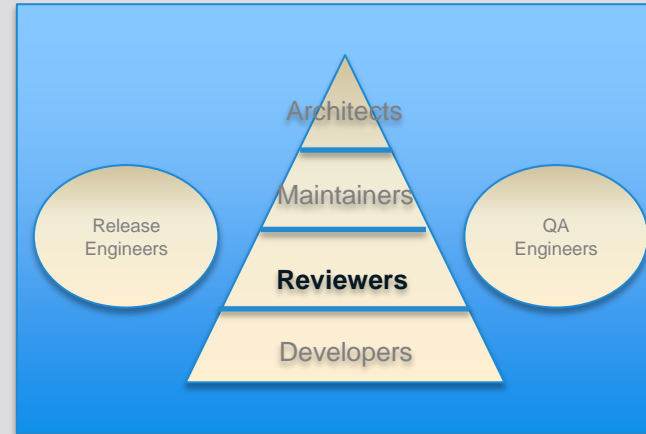 Architects
Maintainers
Release
Engineers
QA
Engineers
Reviewers
Developers